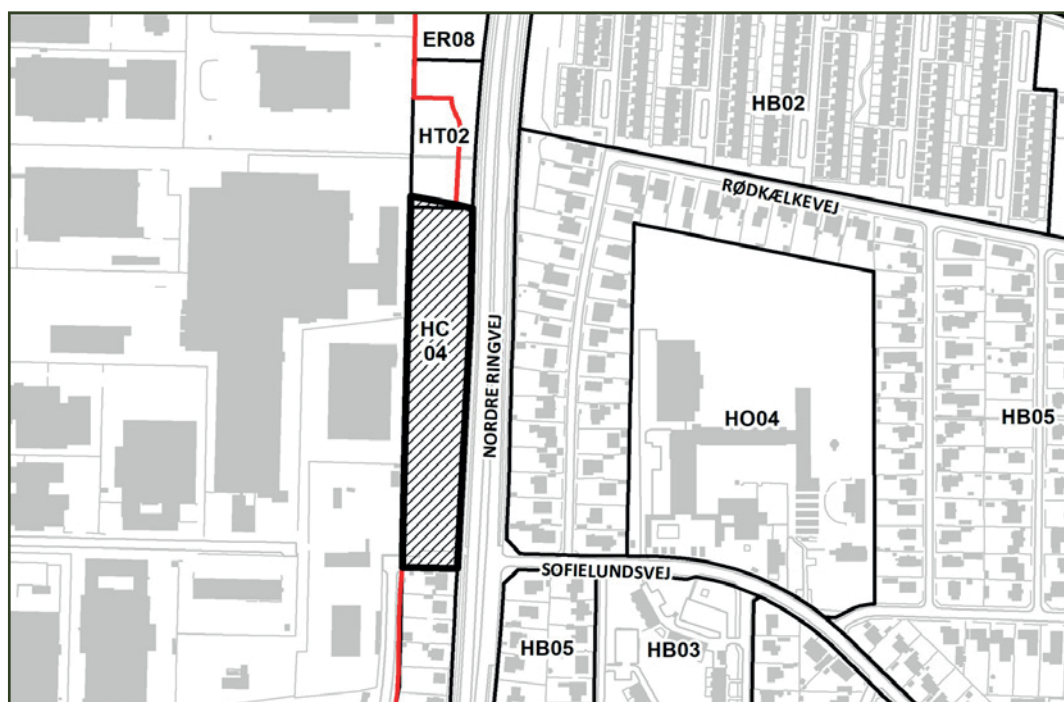 ER08
HB02
HT02
RØDKÆLKEVEJ
HC
04
NORDRE RINGVEJ
HO04
HB05
SOFIELUNDSVEJ
HB05
HB03